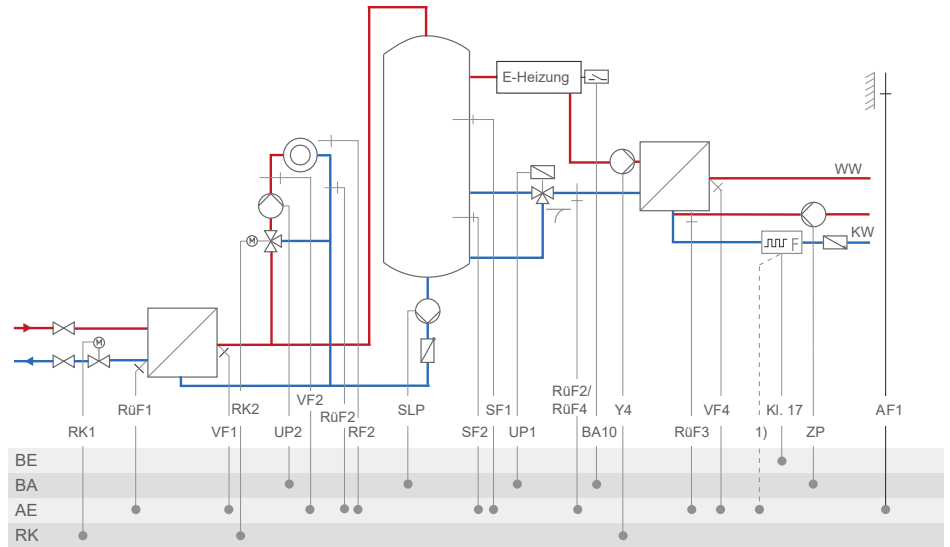 E-Heizung
WW
KW
F
M
M
RüF1
RK2
VF2
RüF2
SLP
SF1
RüF2/
RüF4
Y4
VF4
Kl. 17
AF1
RK1
VF1
UP2
RF2
SF2
UP1
BA10
RüF3
1)
ZP
BE
BA
AE
RK